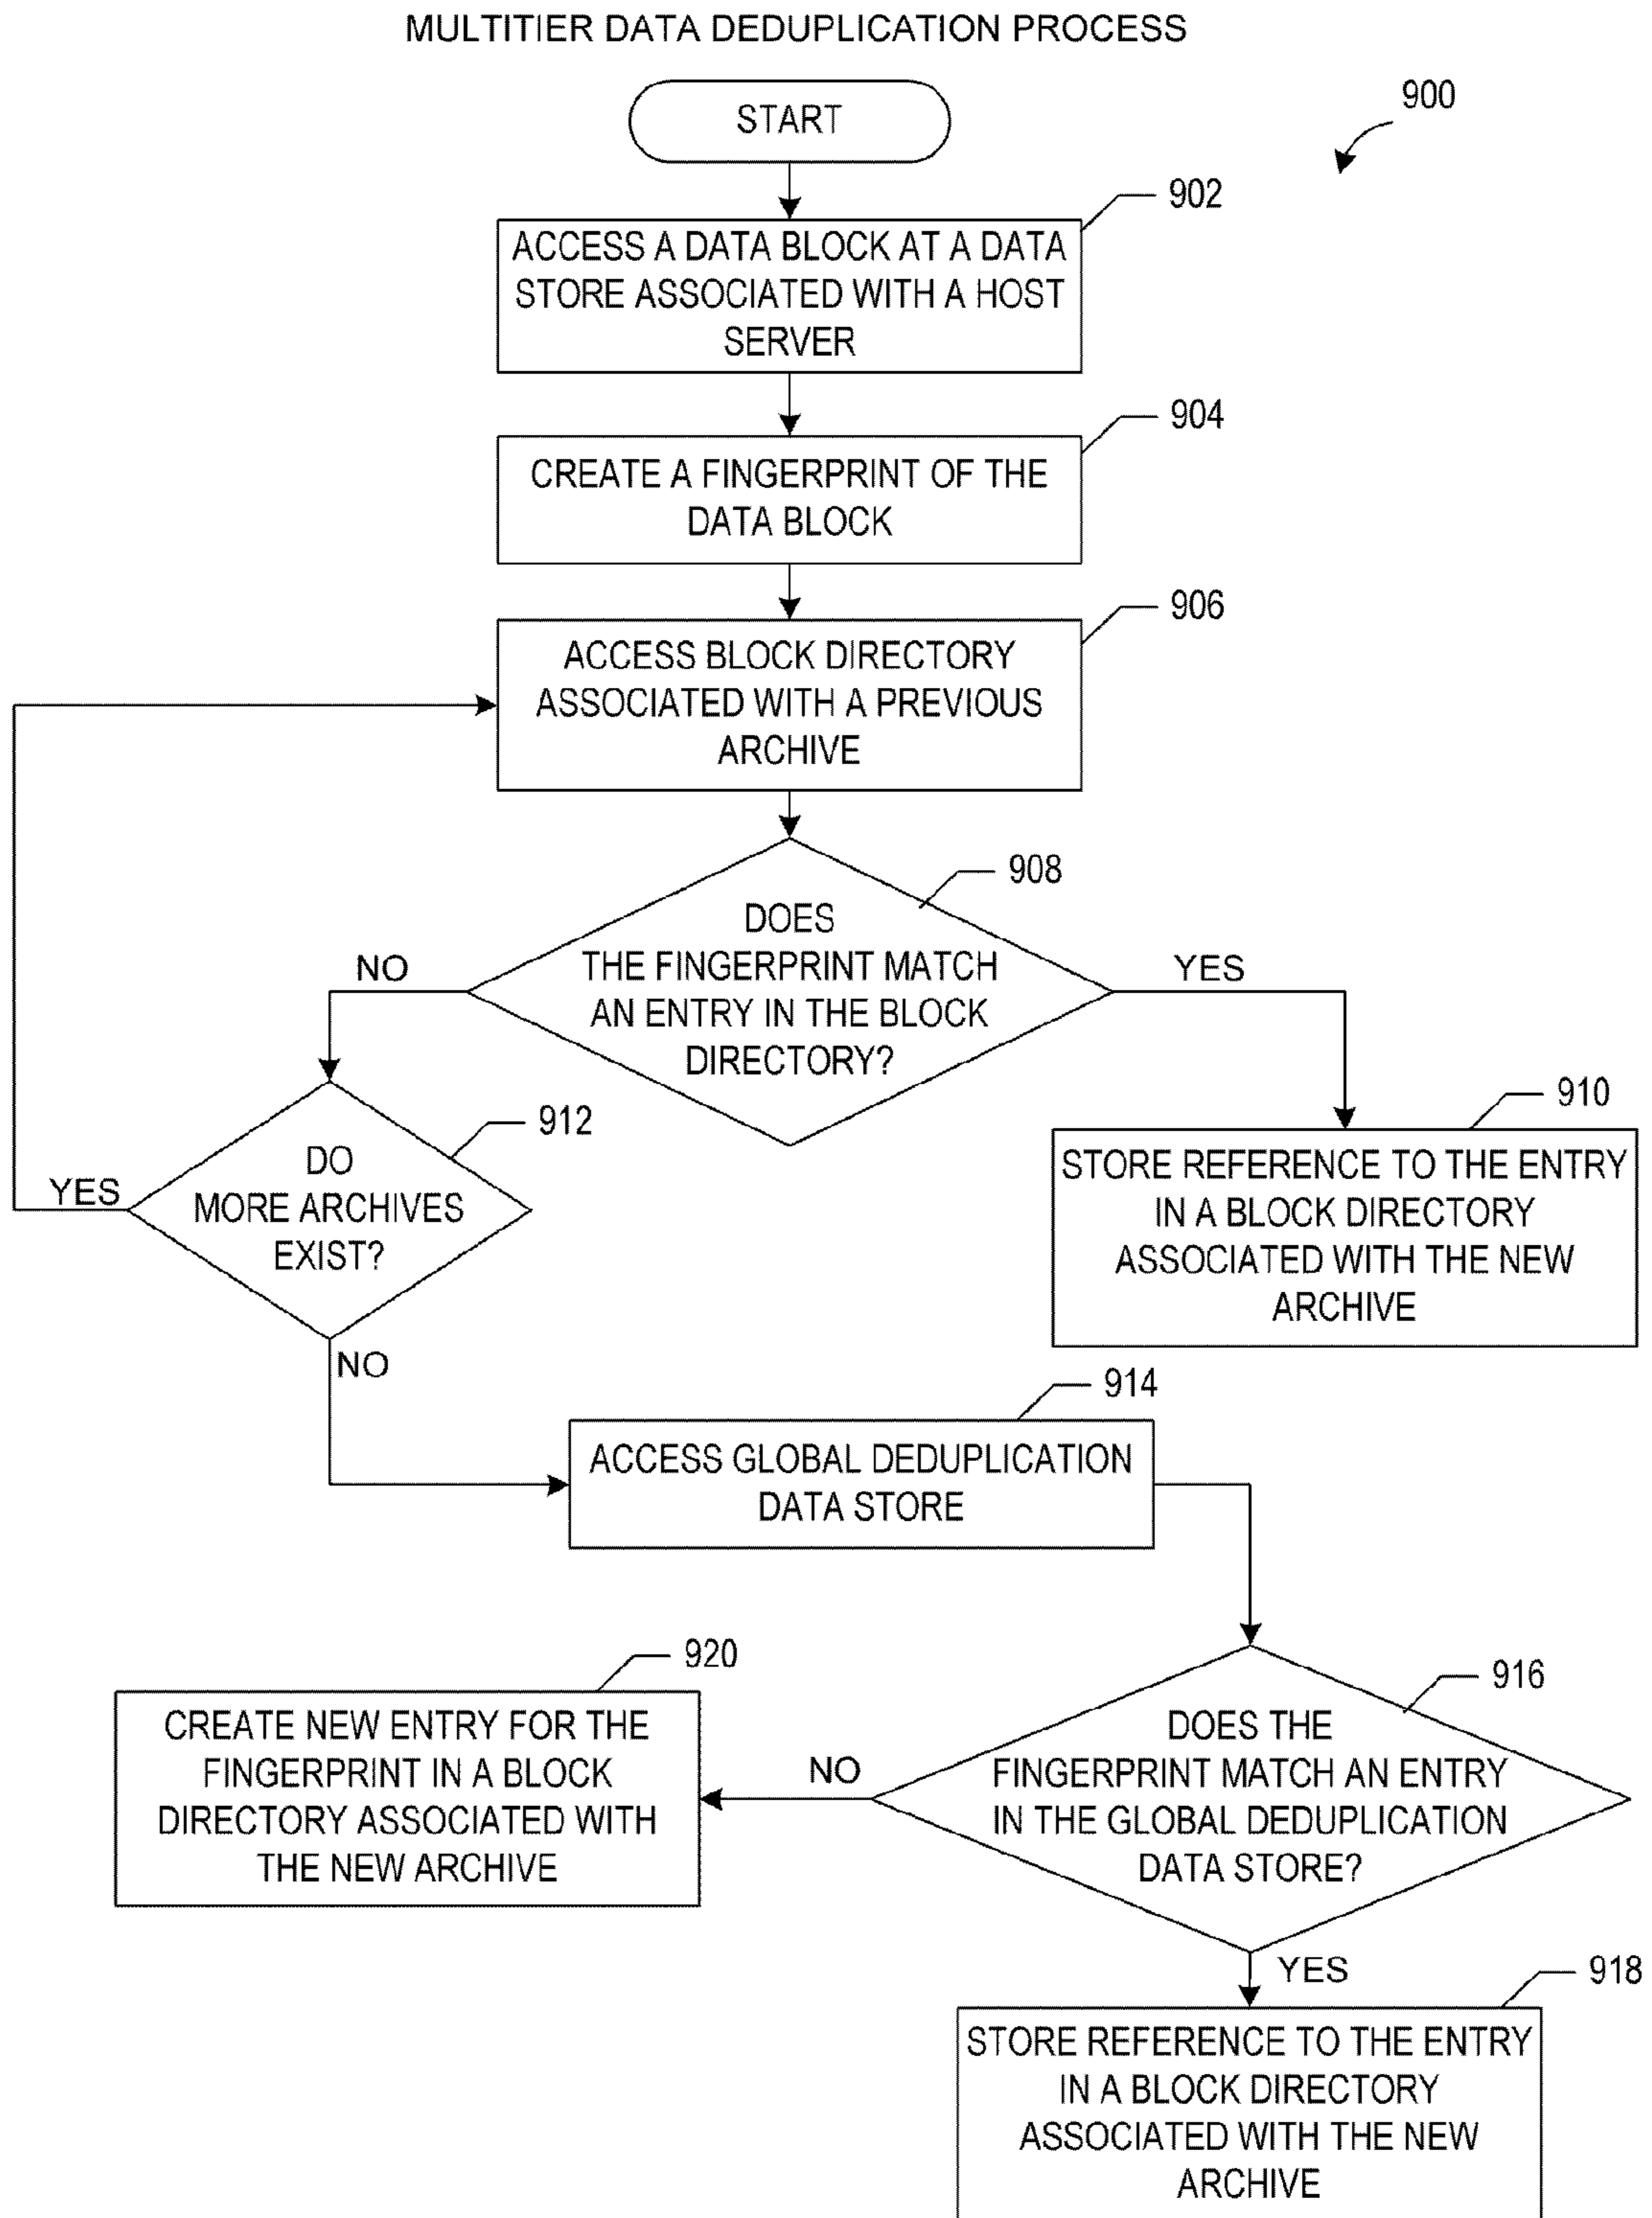 MULTITIER DATA DEDUPLICATION PROCESS
START
900
902
ACCESS A DATA BLOCK AT A DATA
STORE ASSOCIATED WITH A HOST
SERVER
904
CREATE A FINGERPRINT OF THE
DATA BLOCK
906
ACCESS BLOCK DIRECTORY
ASSOCIATED WITH A PREVIOUS
ARCHIVE
908
DOES
THE FINGERPRINT MATCH
AN ENTRY IN THE BLOCK
DIRECTORY?
NO
YES
910
STORE REFERENCE TO THE ENTRY
IN A BLOCK DIRECTORY
ASSOCIATED WITH THE NEW
ARCHIVE
912
DO
MORE ARCHIVES
EXIST?
YES
NO
914
ACCESS GLOBAL DEDUPLICATION
DATA STORE
916
DOES THE
FINGERPRINT MATCH AN ENTRY
IN THE GLOBAL DEDUPLICATION
DATA STORE?
NO
920
CREATE NEW ENTRY FOR THE
FINGERPRINT IN A BLOCK
DIRECTORY ASSOCIATED WITH
THE NEW ARCHIVE
YES
918
STORE REFERENCE TO THE ENTRY
IN A BLOCK DIRECTORY
ASSOCIATED WITH THE NEW
ARCHIVE